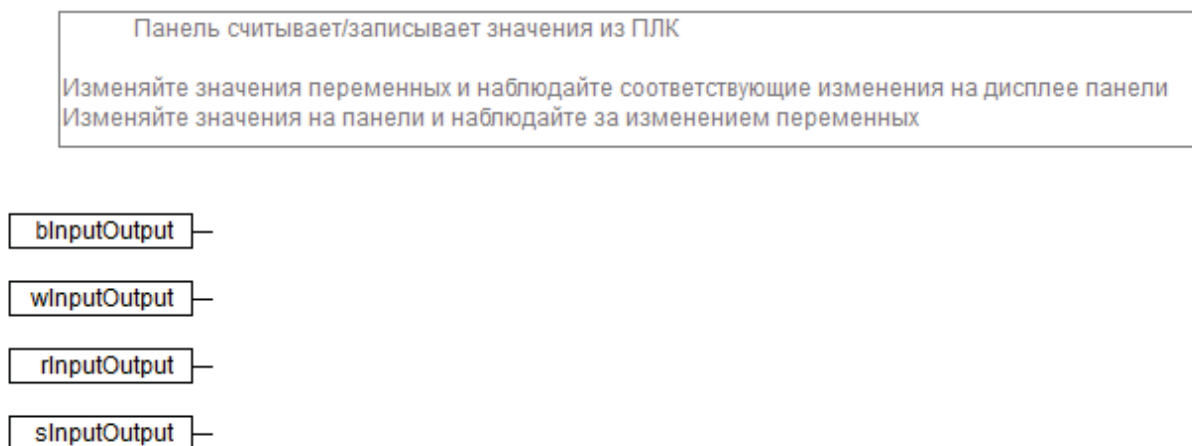 Панель считывает/записывает значения из ПЛК
Изменяйте значения переменных и наблюдайте соответствующие изменения на дисплее панели
Изменяйте значения на панели и наблюдайте за изменением переменных
bInputOutput
wInputOutput
rInputOutput
sInputOutput